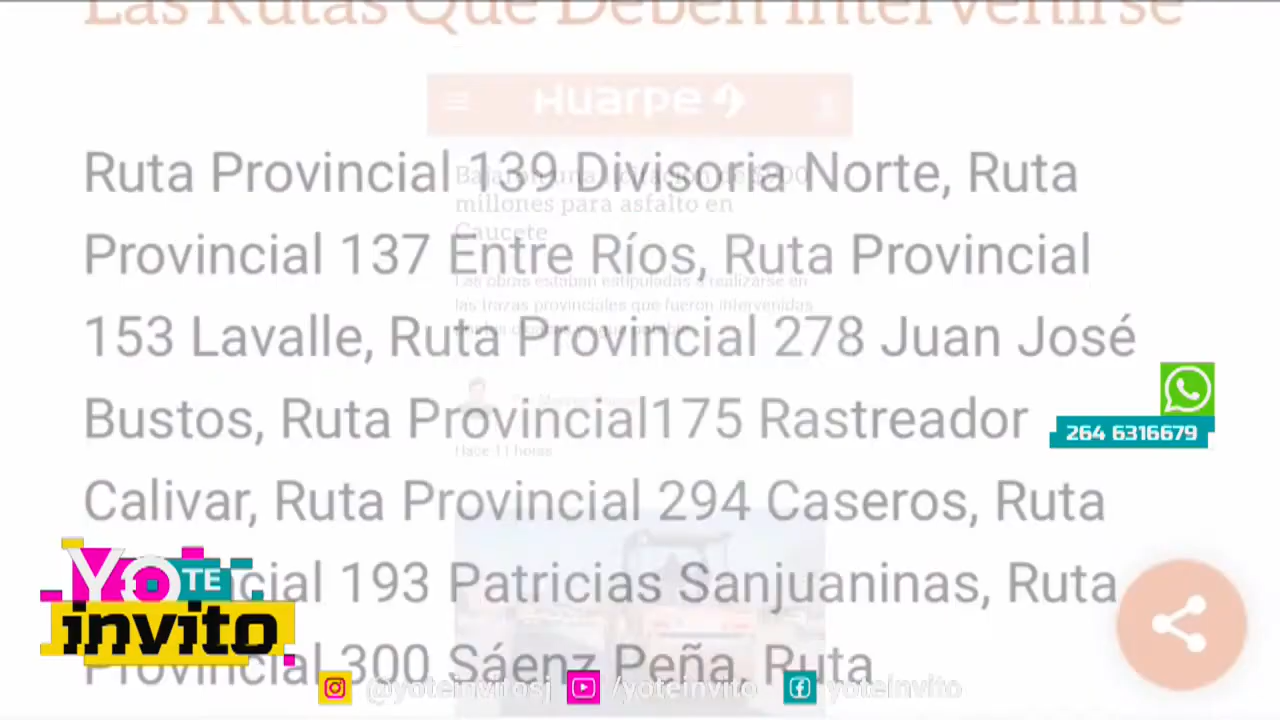 Las Rutas Que Deben Intervenirse
Huarpe
Ruta Provincial 139 Divisoria Norte, Ruta
millones para asfalto en
Caucete
Provincial 137 Entre Ríos, Ruta Provincial
Las obras estaban estipuladas a realizarse en
las trazas provinciales que fueron intervenidas
153 Lavalle, Ruta Provincial 278 Juan José
Bustos, Ruta Provincial175 Rastreador
264 6316679
Hace 11 horas
Calivar, Ruta Provincial 294 Caseros, Ruta
Provincial 193 Patricias Sanjuaninas, Ruta
YO TE
invito
Provincial 300 Sáenz Peña, Ruta
@yoteinvitosj /yoteinvito yoteinvito